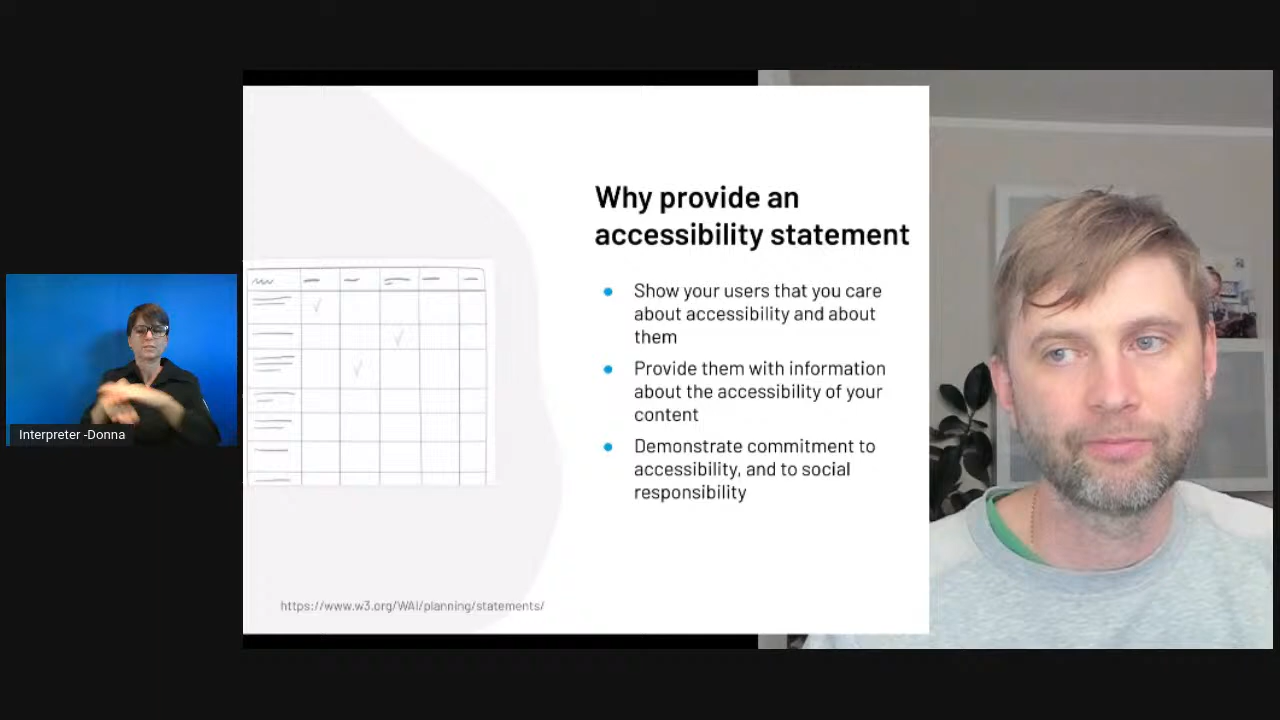 Why provide an
accessibility statement
Show your users that you care
about accessibility and about
them
Provide them with information
about the accessibility of your
content
Demonstrate commitment to
accessibility, and to social
responsibility
https://www.w3.org/WAI/planning/statements/
Interpreter -Donna